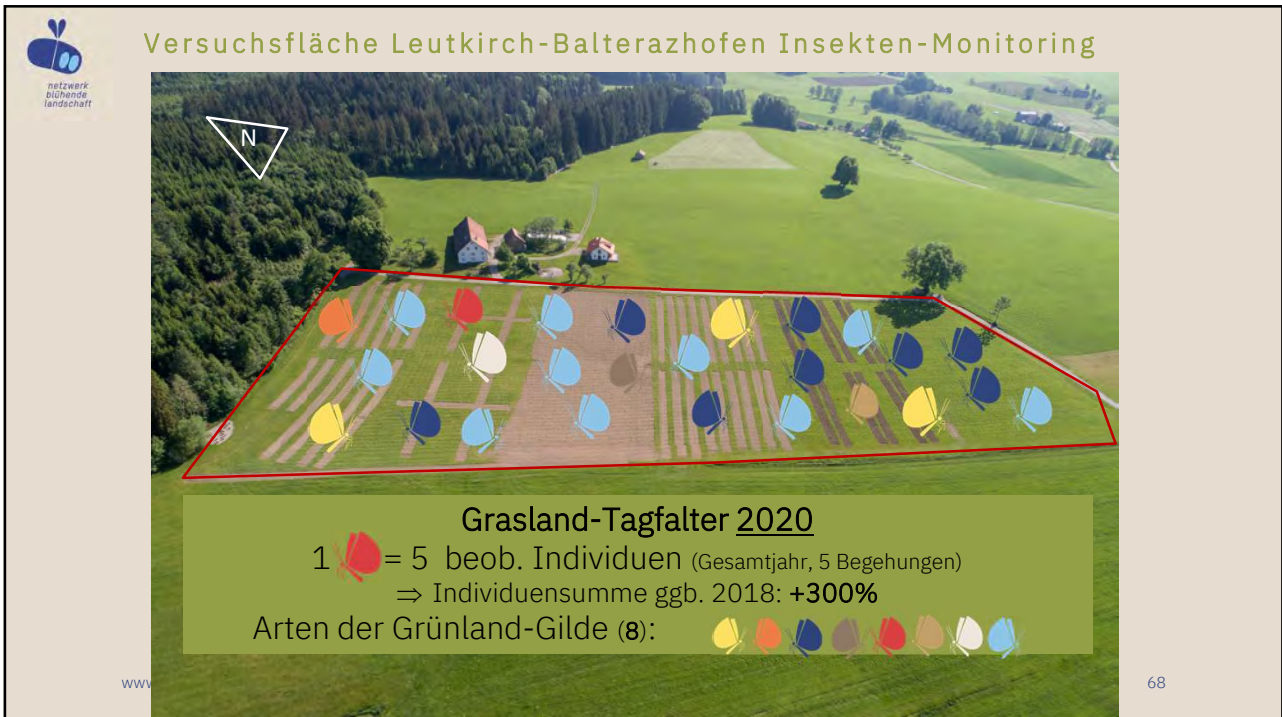 netzwerk
blühende
landschaft
Versuchsfläche Leutkirch-Balterazhofen Insekten-Monitoring
N
Grasland-Tagfalter 2020
1 = 5 beob. Individuen (Gesamtjahr, 5 Begehungen)
⇒ Individuensumme ggb. 2018: +300%
Arten der Grünland-Gilde (8):
68